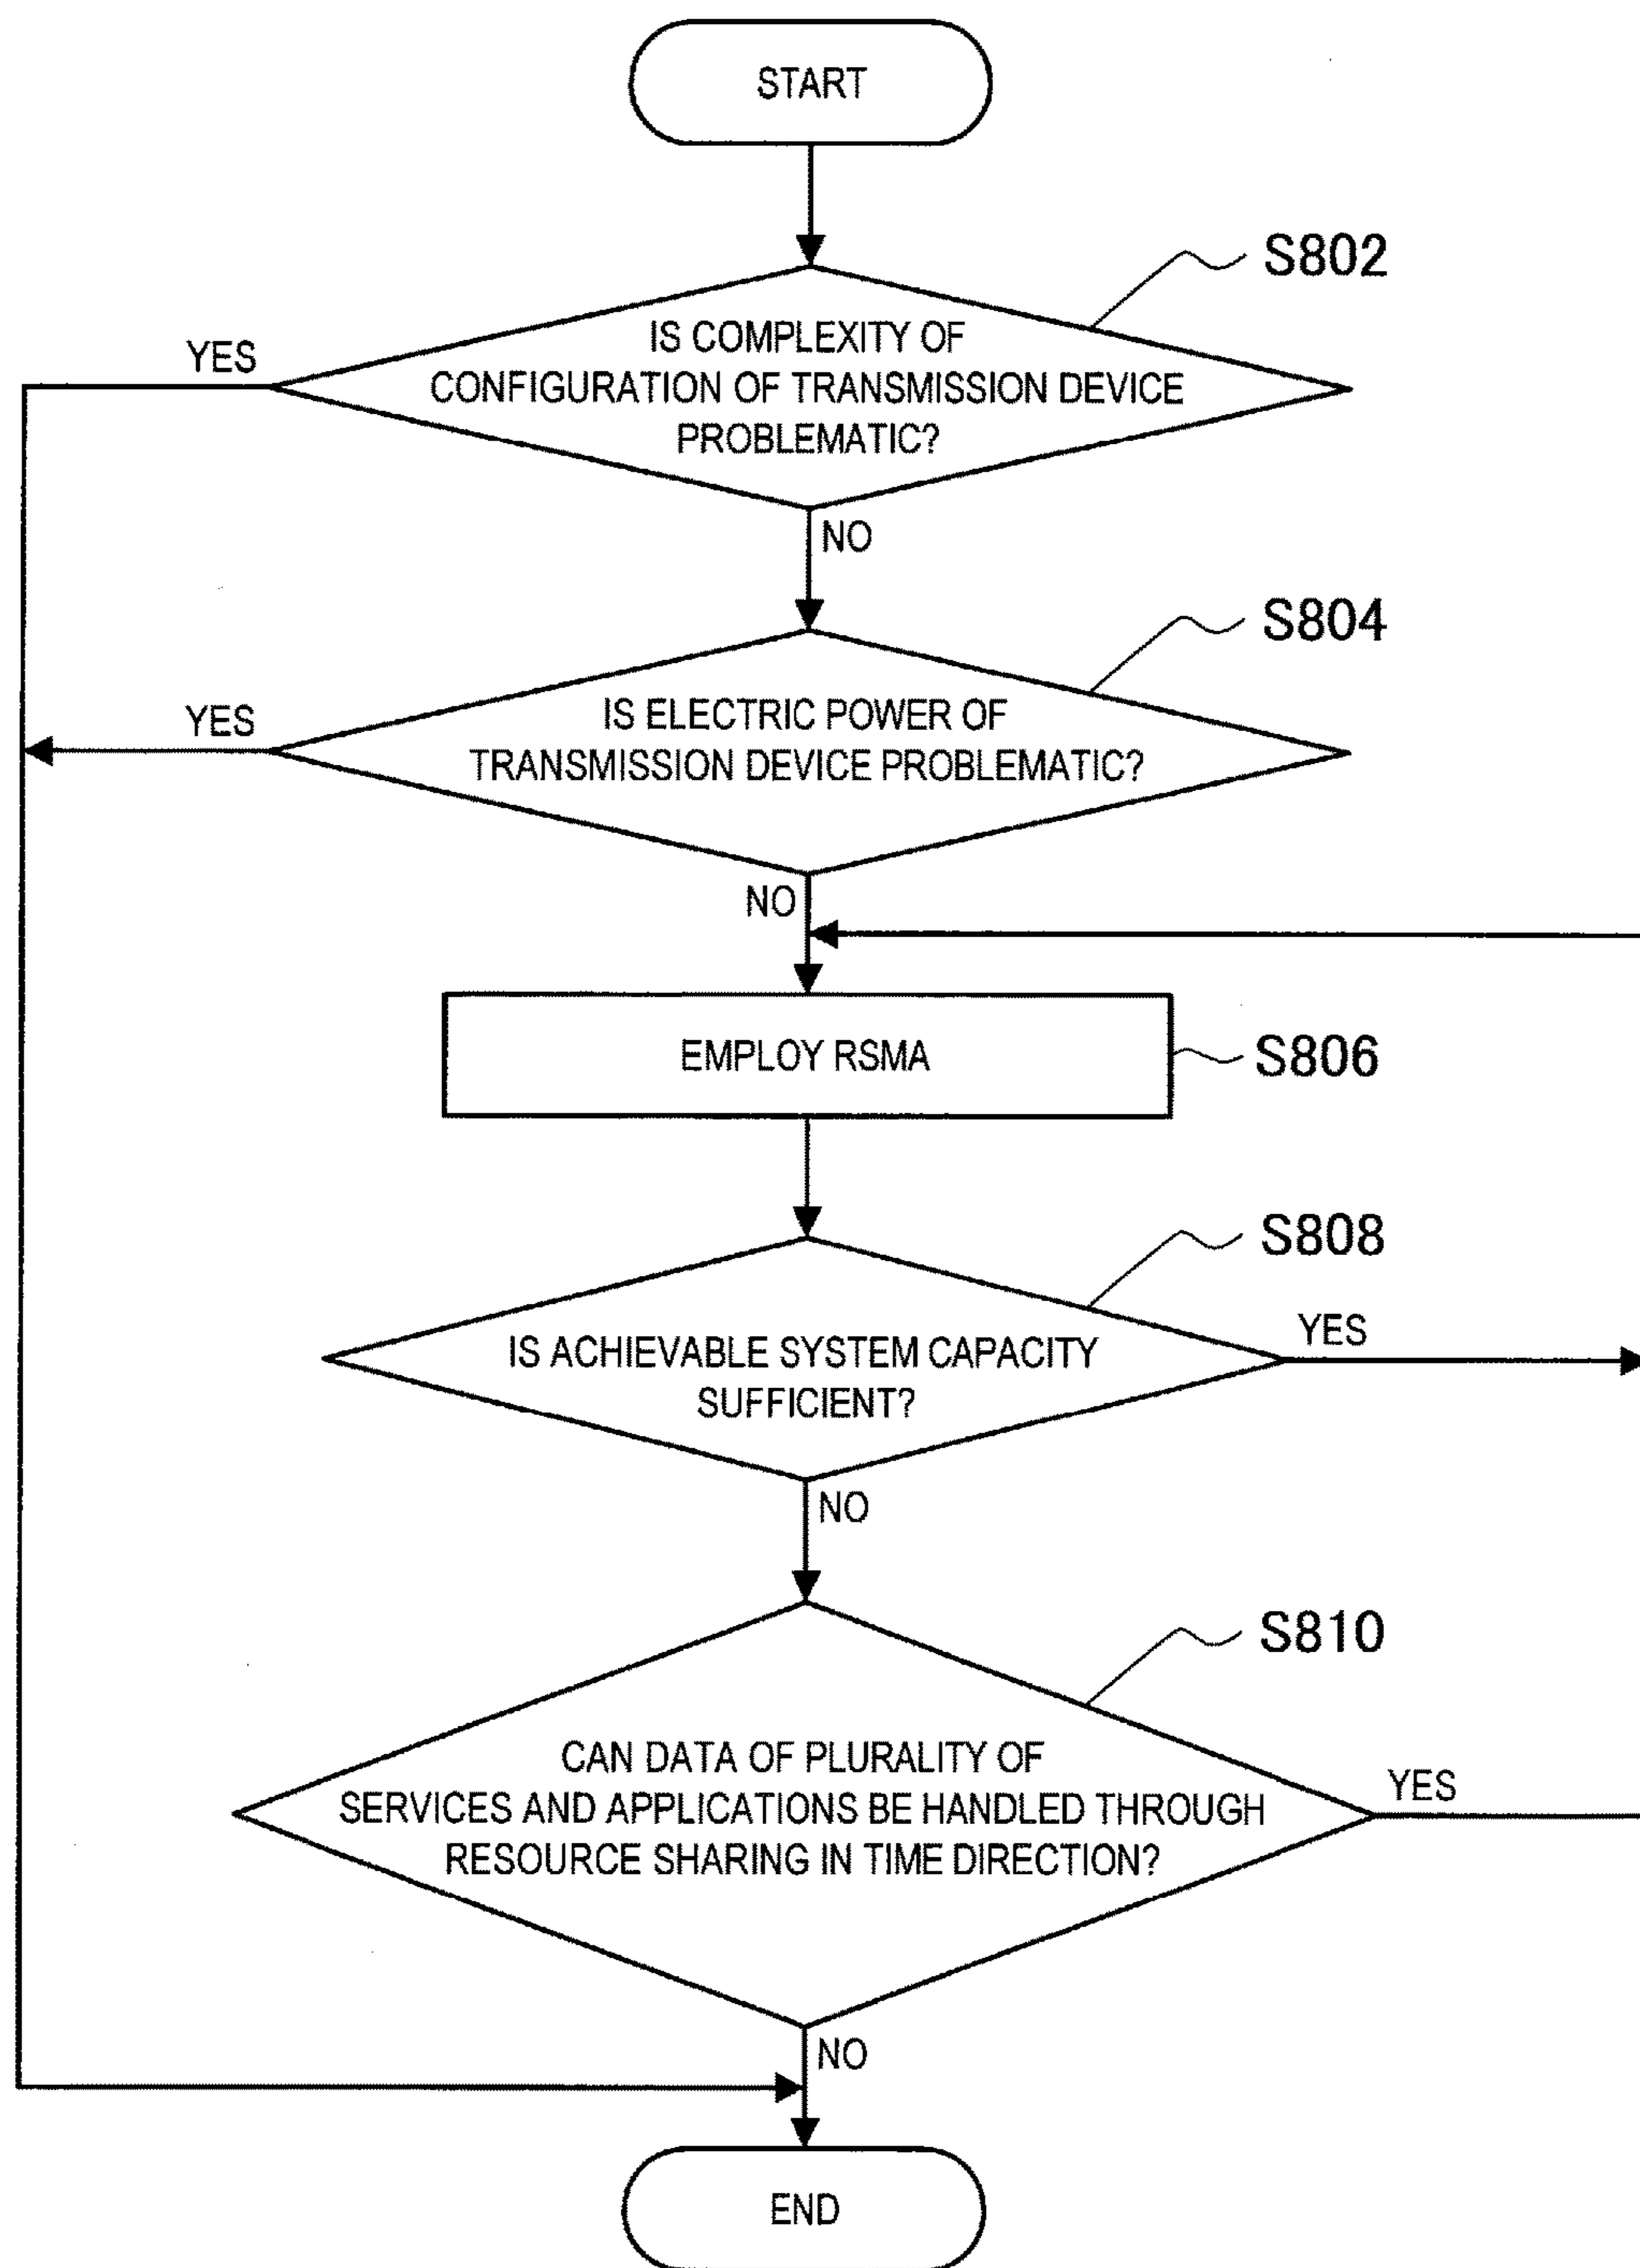 START
S802
IS COMPLEXITY OF
CONFIGURATION OF TRANSMISSION DEVICE
PROBLEMATIC?
YES
NO
S804
IS ELECTRIC POWER OF
TRANSMISSION DEVICE PROBLEMATIC?
YES
NO
EMPLOY RSMA
S806
S808
IS ACHIEVABLE SYSTEM CAPACITY
SUFFICIENT?
YES
NO
S810
CAN DATA OF PLURALITY OF
SERVICES AND APPLICATIONS BE HANDLED THROUGH
RESOURCE SHARING IN TIME DIRECTION?
YES
NO
END